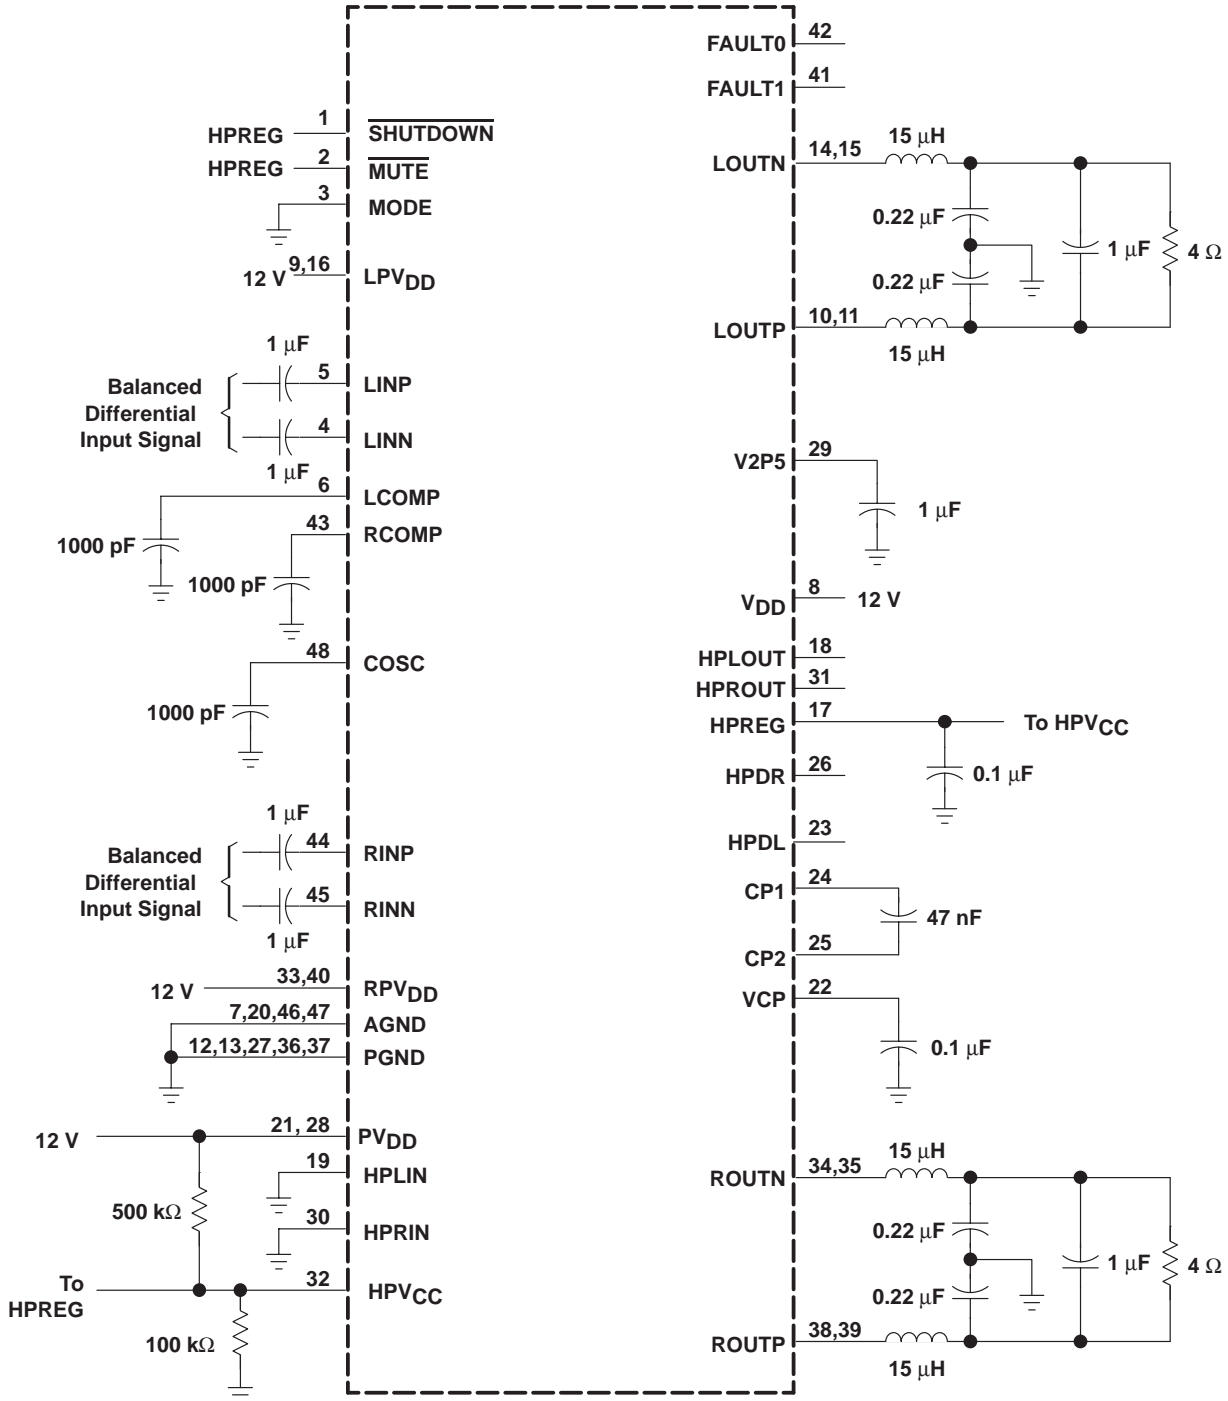 FAULT0
42
FAULT1
41
HPREG
1
SHUTDOWN
HPREG
2
MUTE
3
MODE
12 V
9,16
LPVDD
LOUTN
14,15
15 μH
0.22 μF
0.22 μF
1 μF
4 Ω
LOUTP
10,11
15 μH
1 μF
Balanced
Differential
Input Signal
5
LINP
4
LINN
1 μF
6
LCOMP
1000 pF
43
RCOMP
1000 pF
V2P5
29
1 μF
VDD
8
12 V
48
COSC
1000 pF
HPLOUT
18
HPROUT
31
HPREG
17
To HPVCC
0.1 μF
HPDR
26
HPDL
23
1 μF
Balanced
Differential
Input Signal
44
RINP
45
RINN
1 μF
CP1
24
47 nF
CP2
25
VCP
22
0.1 μF
12 V
33,40
RPVDD
7,20,46,47
AGND
12,13,27,36,37
PGND
12 V
21, 28
PVDD
19
HPLIN
500 kΩ
30
HPRIN
To
HPREG
32
HPVCC
100 kΩ
ROUTN
34,35
15 μH
0.22 μF
0.22 μF
1 μF
4 Ω
ROUTP
38,39
15 μH